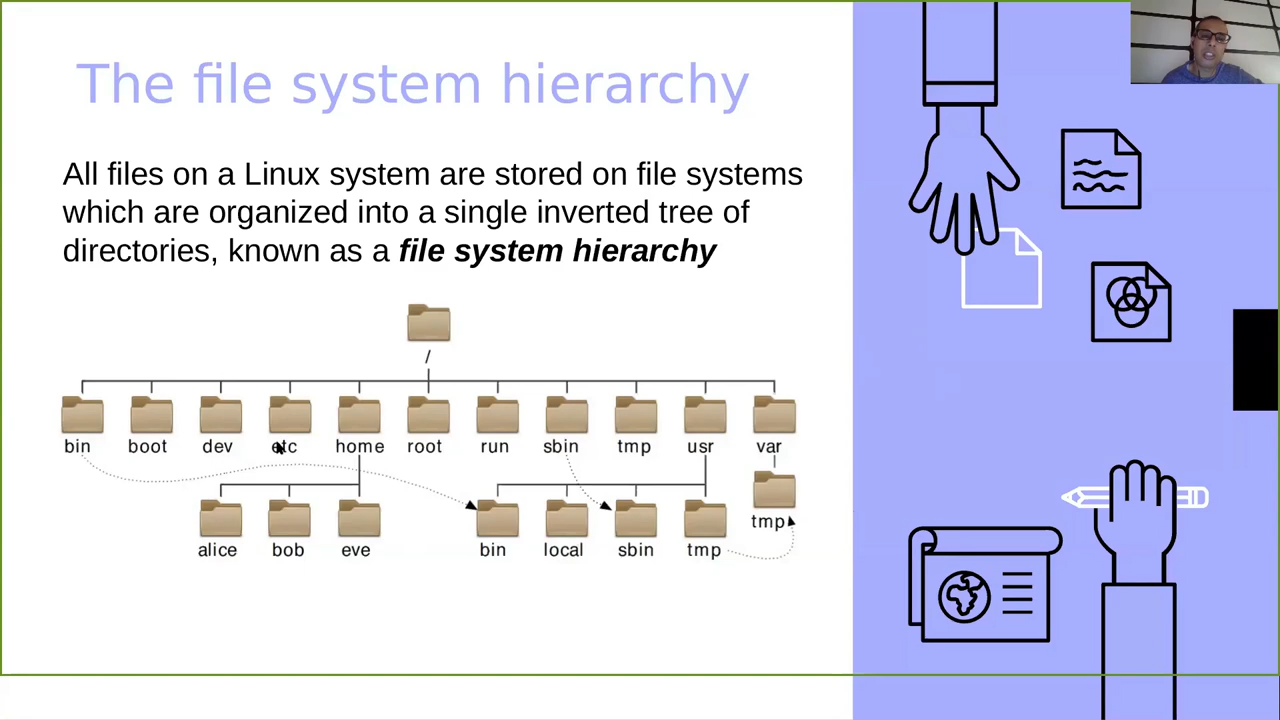 The file system hierarchy
All files on a Linux system are stored on file systems
which are organized into a single inverted tree of
directories, known as a file system hierarchy
/
bin boot dev etc home root run sbin tmp usr var
tmp
alice bob eve bin local sbin tmp